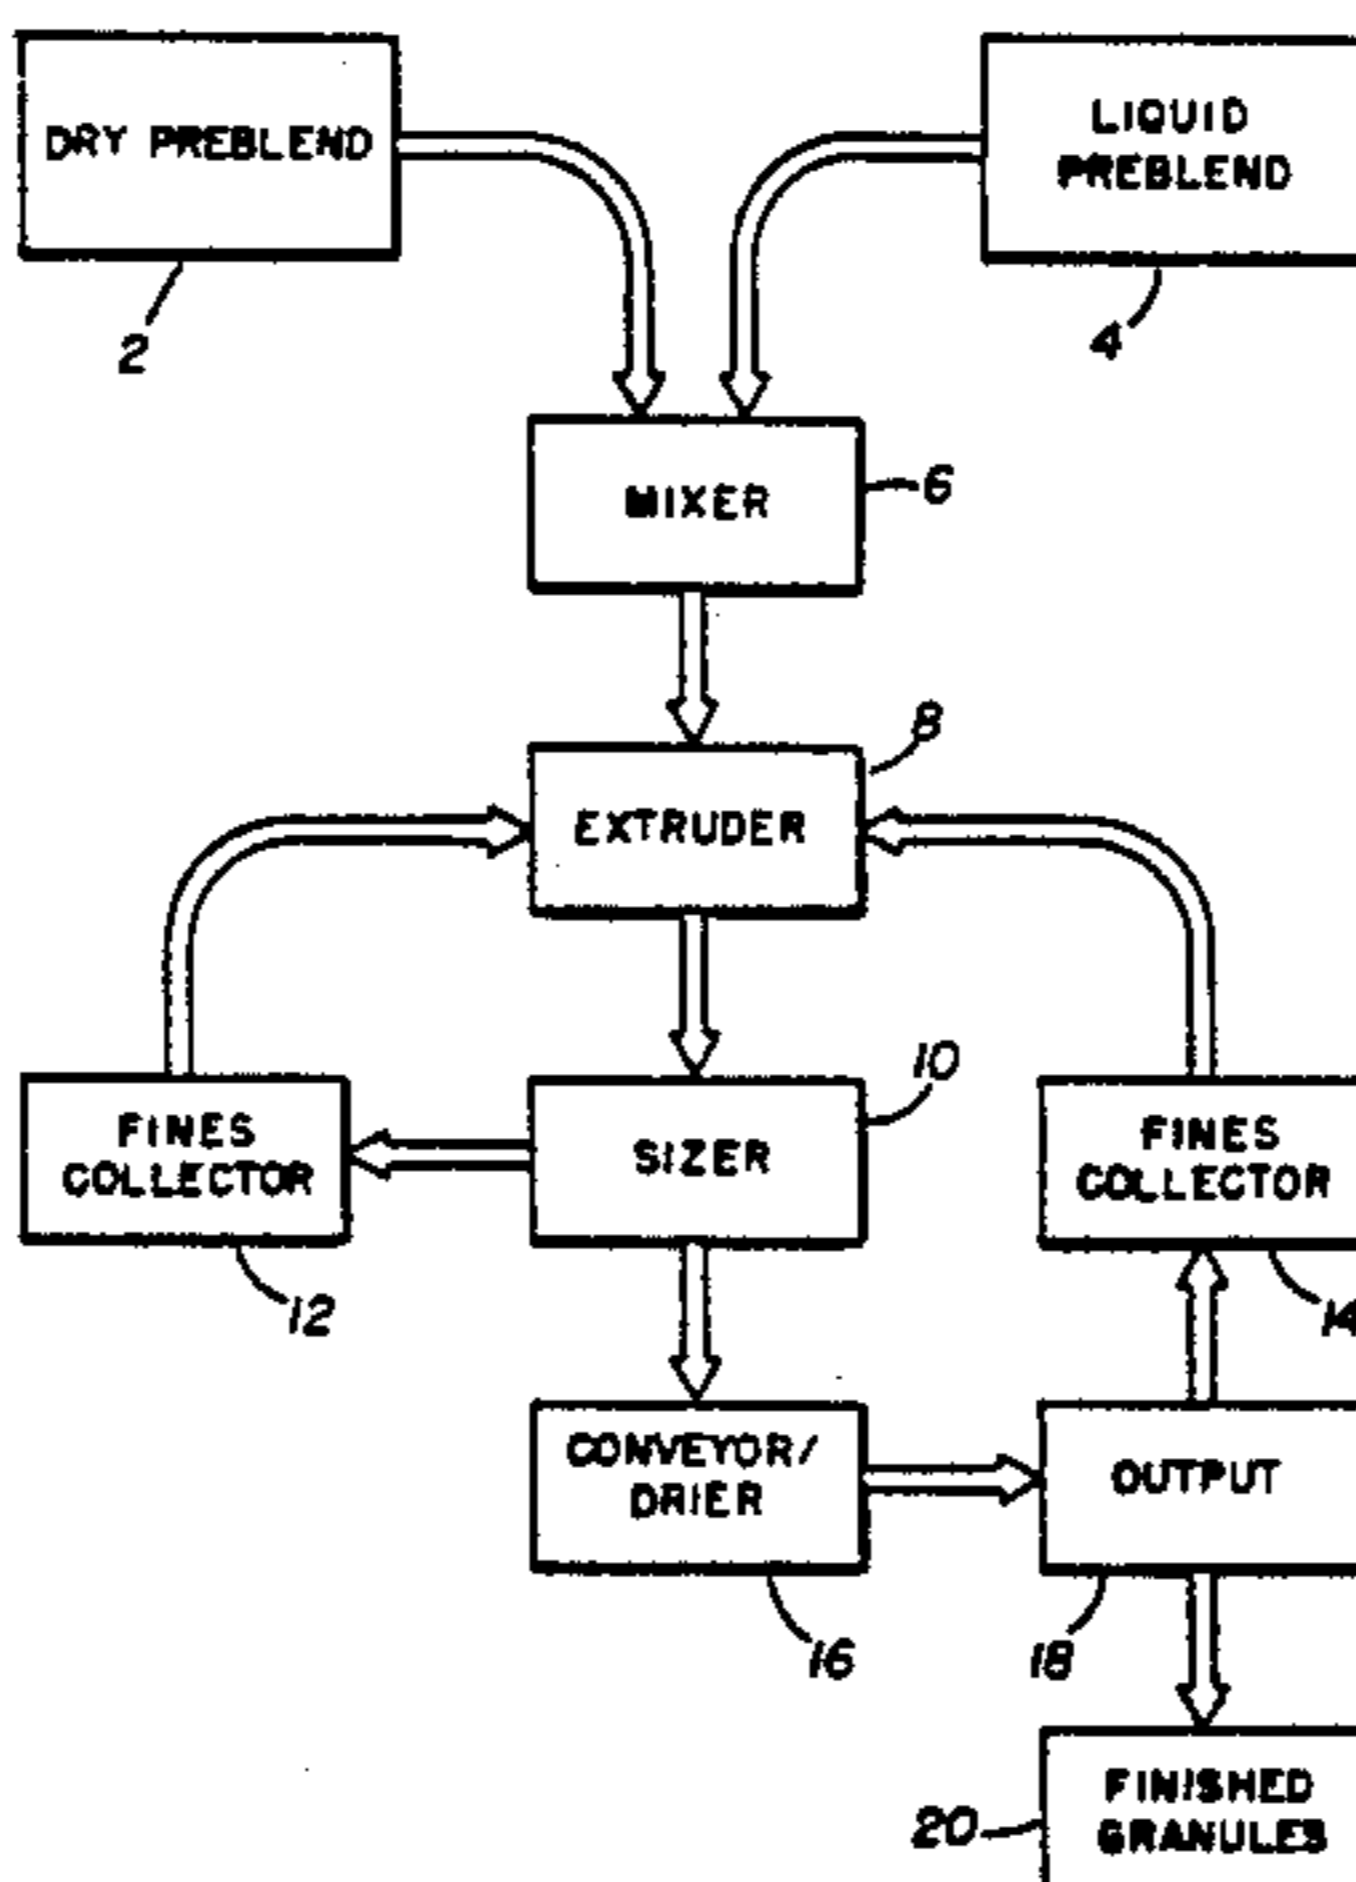 DRY PREBLEND
LIQUID
PREBLEND
2
4
MIXER
6
8
EXTRUDER
10
FINES
COLLECTOR
SIZER
FINES
COLLECTOR
12
14
CONVEYOR/
DRIER
OUTPUT
16
18
FINISHED
GRANULES
20